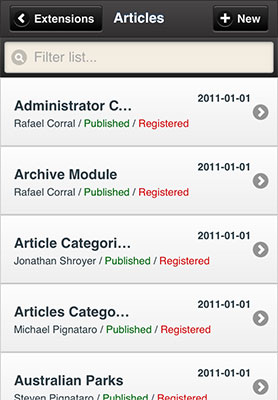 Extensions Articles New
Filter list...
2011-01-01
Administrator C...
Rafael Corral / Published / Registered
2011-01-01
Archive Module
Rafael Corral / Published / Registered
2011-01-01
Article Categori...
Jonathan Shroyer / Published / Registered
2011-01-01
Articles Catego...
Michael Pignataro / Published / Registered
2011-01-01
Australian Parks
Steven Pignataro / Published / Registered